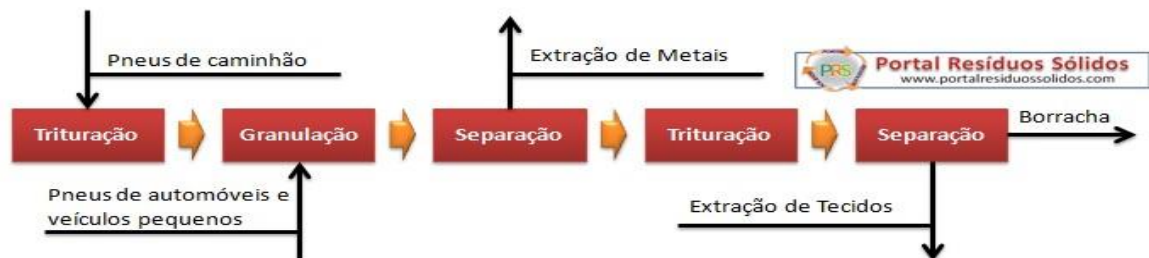 Pneus de caminhão
Extração de Metais
PRS
Portal Resíduos Sólidos
www.portalresiduossolidos.com
Trituração
Granulação
Separação
Trituração
Separação
Borracha
Pneus de automóveis e
veículos pequenos
Extração de Tecidos